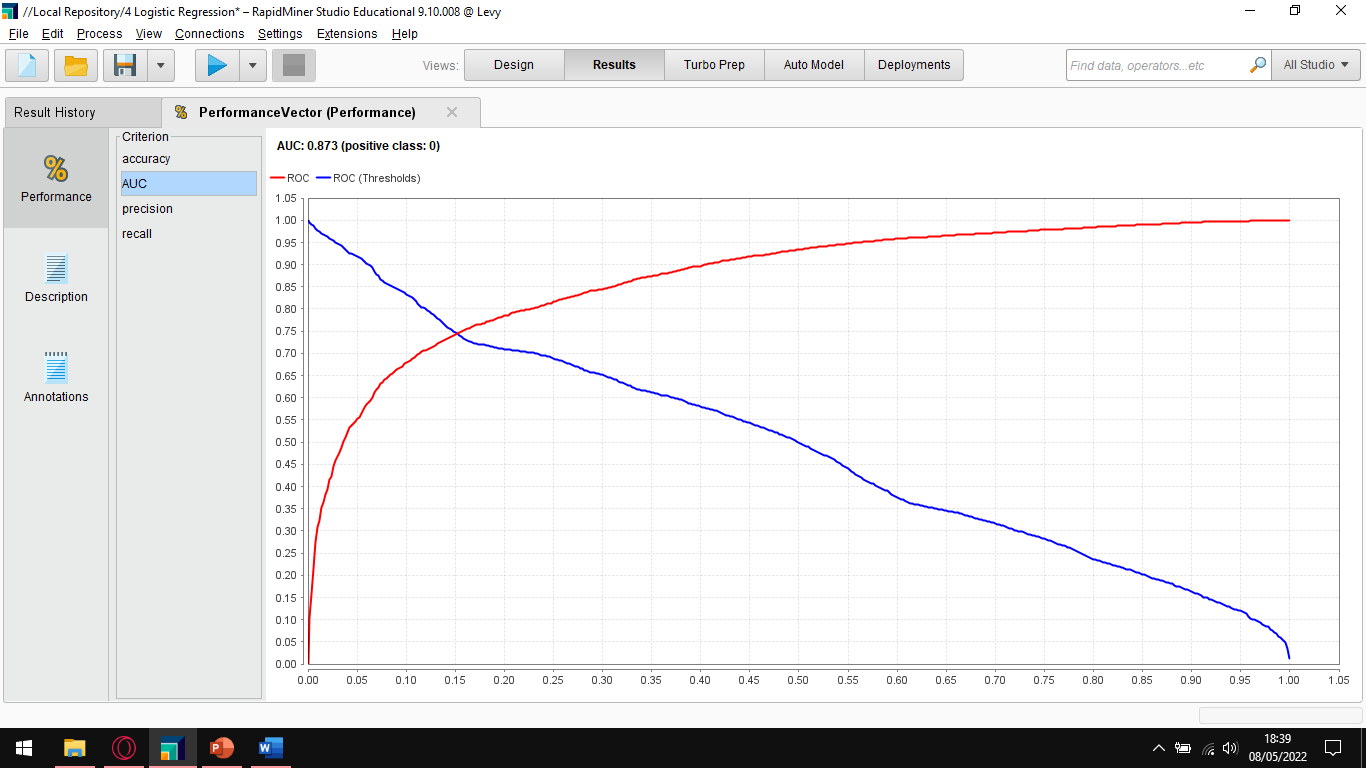 //Local Repository/4 Logistic Regression* – RapidMiner Studio Educational 9.10.008 @ Levy
File Edit Process View Connections Settings Extensions Help
Views: Design Results Turbo Prep Auto Model Deployments Find data, operators...etc All Studio
Result History % PerformanceVector (Performance)
%
Performance
Description
Annotations
Criterion
accuracy
AUC
precision
recall
AUC: 0.873 (positive class: 0)
ROC ROC (Thresholds)
1.05
1.00
0.95
0.90
0.85
0.80
0.75
0.70
0.65
0.60
0.55
0.50
0.45
0.40
0.35
0.30
0.25
0.20
0.15
0.10
0.05
0.00
0.00 0.05 0.10 0.15 0.20 0.25 0.30 0.35 0.40 0.45 0.50 0.55 0.60 0.65 0.70 0.75 0.80 0.85 0.90 0.95 1.00 1.05
P W
18:39
08/05/2022